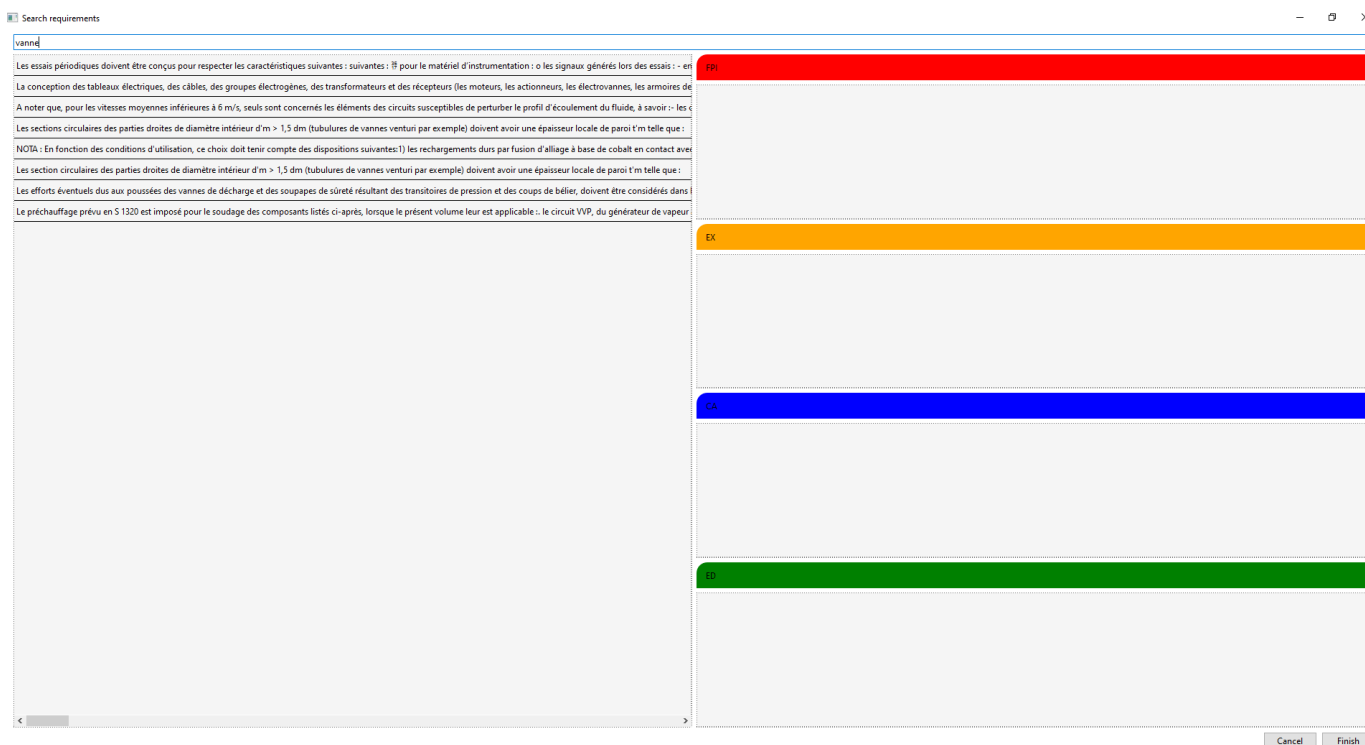 Search requirements
vanne
Les essais périodiques doivent être conçus pour respecter les caractéristiques suivantes : suivantes : pour le matériel d'instrumentation : o les signaux générés lors des essais : - en
La conception des tableaux électriques, des câbles, des groupes électrogènes, des transformateurs et des récepteurs (les moteurs, les actionneurs, les électrovannes, les armoires de
A noter que, pour les vitesses moyennes inférieures à 6 m/s, seuls sont concernés les éléments des circuits susceptibles de perturber le profil d'écoulement du fluide, à savoir :- les c
Les sections circulaires des parties droites de diamètre intérieur d'm > 1,5 dm (tubulures de vannes venturi par exemple) doivent avoir une épaisseur locale de paroi t'm telle que :
NOTA : En fonction des conditions d'utilisation, ce choix doit tenir compte des dispositions suivantes:1) les rechargements durs par fusion d'alliage à base de cobalt en contact avec
Les section circulaires des parties droites de diamètre intérieur d'm > 1,5 dm (tubulures de vannes venturi par exemple) doivent avoir une épaisseur locale de paroi t'm telle que :
Les efforts éventuels dus aux poussées des vannes de décharge et des soupapes de sûreté résultant des transitoires de pression et des coups de bélier, doivent être considérés dans
Le préchauffage prévu en S 1320 est imposé pour le soudage des composants listés ci-après, lorsque le présent volume leur est applicable :. le circuit VVP, du générateur de vapeur
FPI
EX
CA
ED
Cancel
Finish